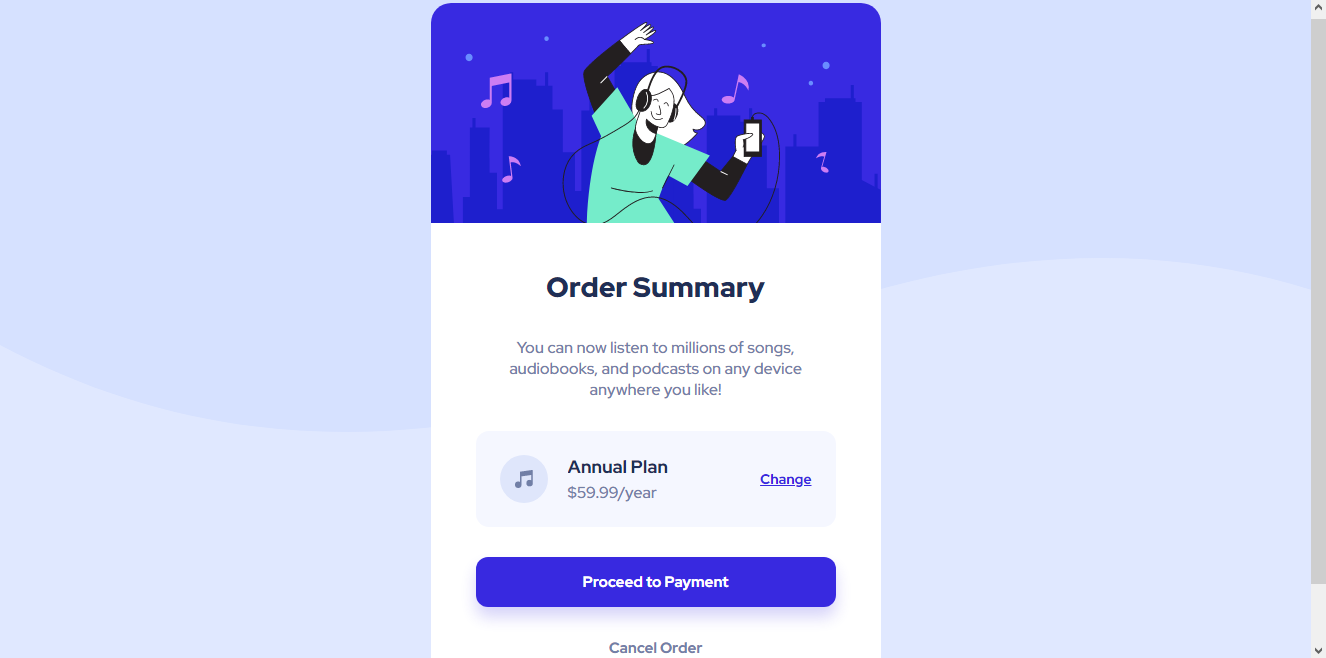 Order Summary
You can now listen to millions of songs,
audiobooks, and podcasts on any device
anywhere you like!
Annual Plan
$59.99/year
Change
Proceed to Payment
Cancel Order